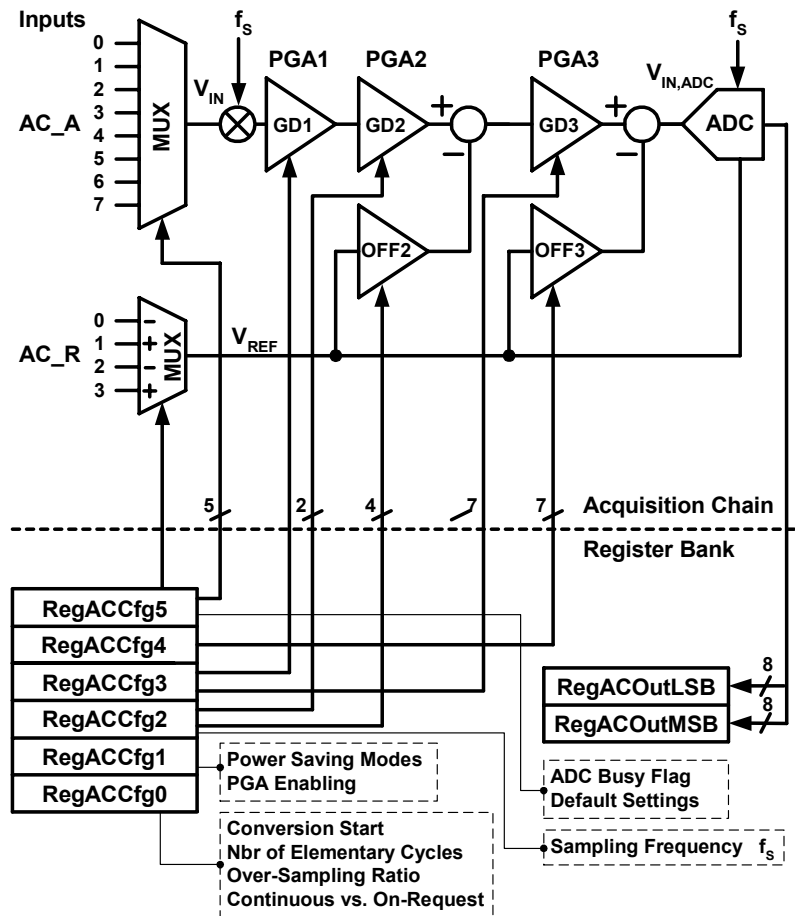 Inputs
f_S
f_S
PGA1
PGA2
PGA3
V_IN
V_IN,ADC
0
1
2
3
4
5
6
7
AC_A
MUX
GD1
GD2
+
−
GD3
+
−
ADC
OFF2
OFF3
AC_R
0 −
1 +
2 −
3 +
MUX
V_REF
5
2
4
7
7
Acquisition Chain
Register Bank
RegACCfg5
RegACCfg4
RegACCfg3
RegACCfg2
RegACCfg1
RegACCfg0
8
RegACOutLSB
8
RegACOutMSB
Power Saving Modes
PGA Enabling
ADC Busy Flag
Default Settings
Conversion Start
Nbr of Elementary Cycles
Over-Sampling Ratio
Continuous vs. On-Request
Sampling Frequency f_S